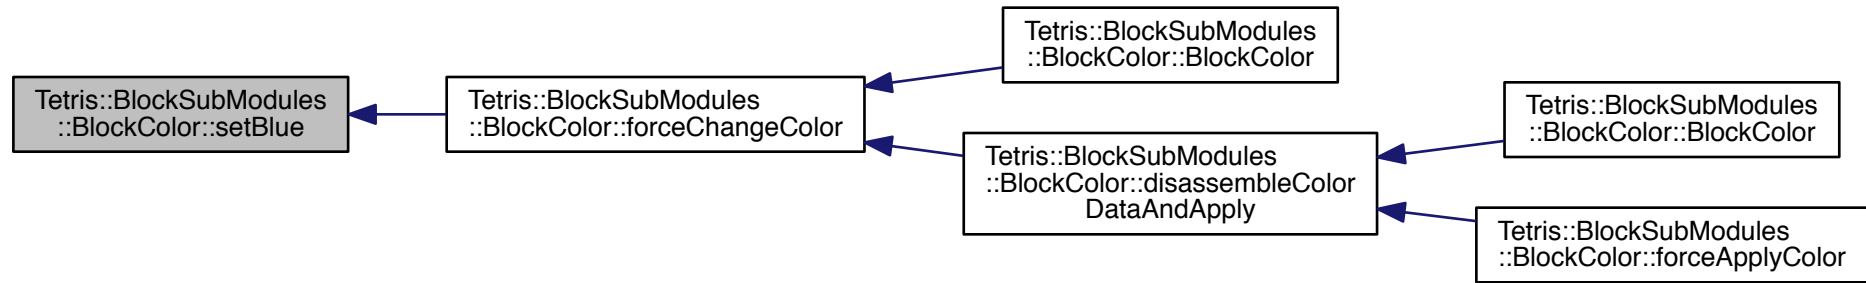 Tetris::BlockSubModules
::BlockColor::setBlue
Tetris::BlockSubModules
::BlockColor::forceChangeColor
Tetris::BlockSubModules
::BlockColor::BlockColor
Tetris::BlockSubModules
::BlockColor::disassembleColor
DataAndApply
Tetris::BlockSubModules
::BlockColor::BlockColor
Tetris::BlockSubModules
::BlockColor::forceApplyColor